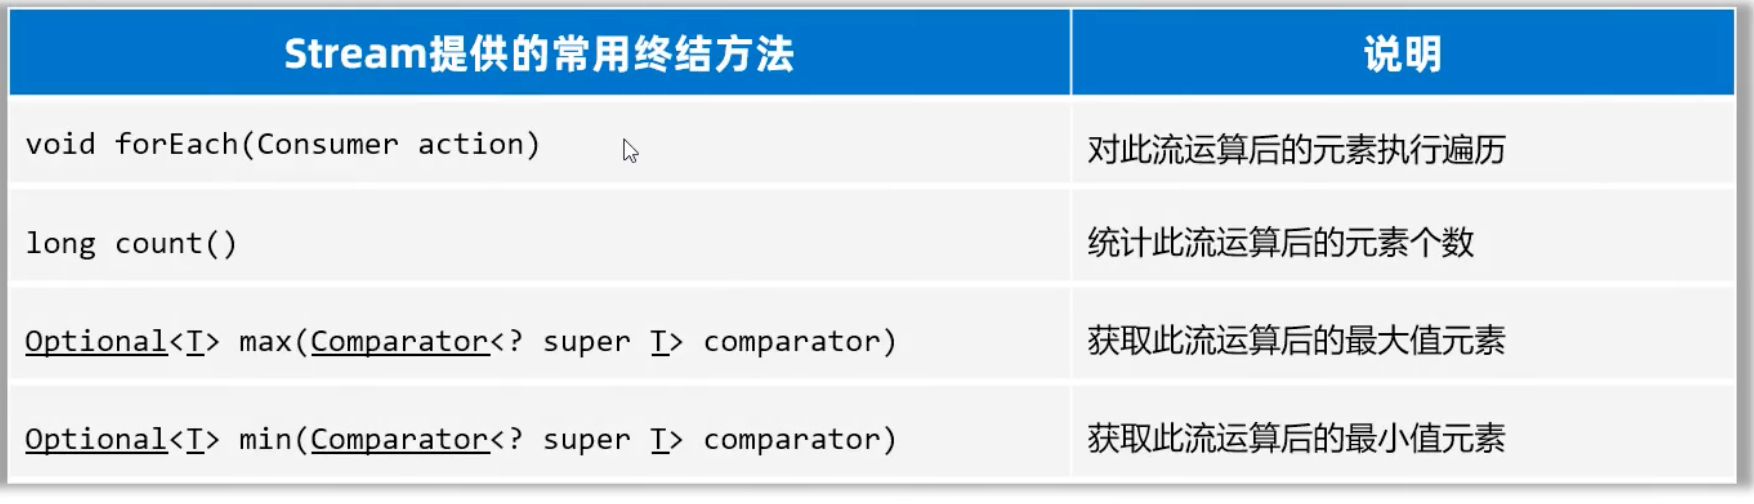 Stream提供的常用终结方法 说明
void forEach(Consumer action) 对此流运算后的元素执行遍历
long count() 统计此流运算后的元素个数
Optional<T> max(Comparator<? super T> comparator) 获取此流运算后的最大值元素
Optional<T> min(Comparator<? super T> comparator) 获取此流运算后的最小值元素